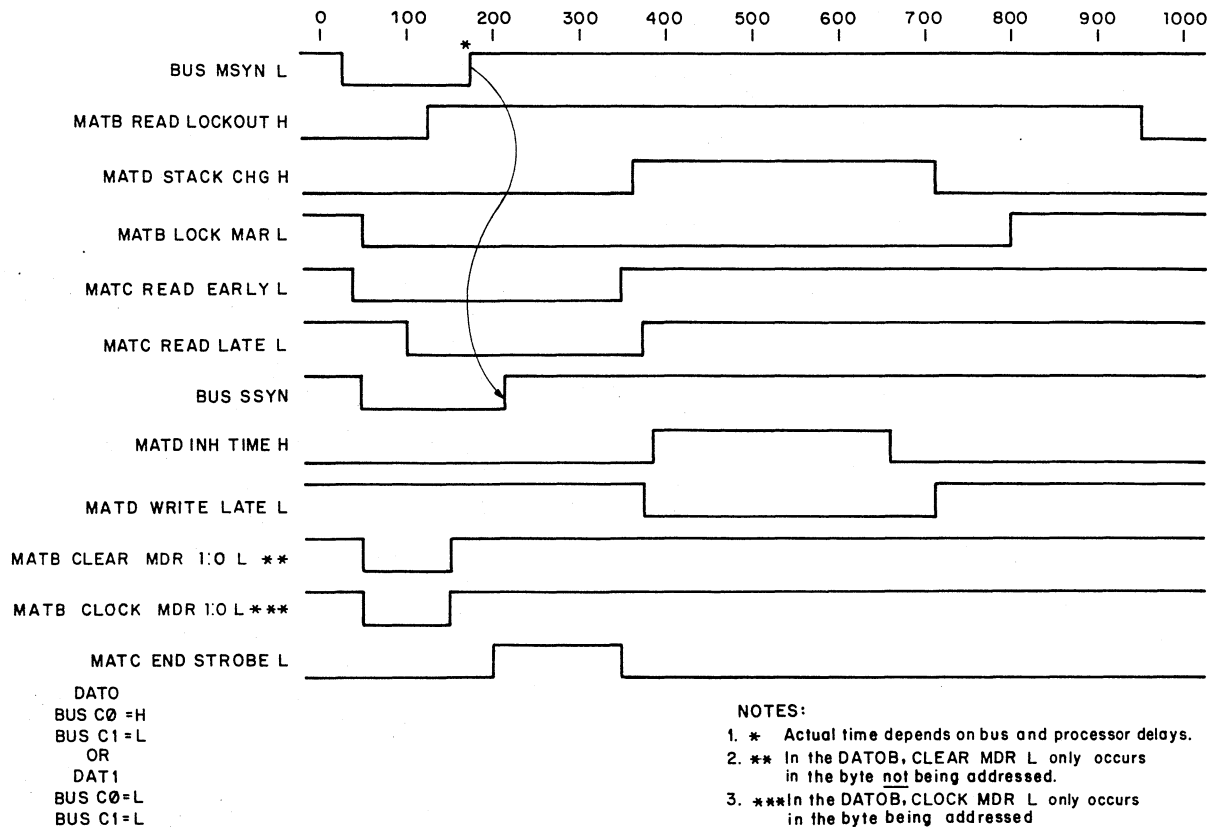 0 100 200 300 400 500 600 700 800 900 1000
*
BUS MSYN L
MATB READ LOCKOUT H
MATD STACK CHG H
MATB LOCK MAR L
MATC READ EARLY L
MATC READ LATE L
BUS SSYN
MATD INH TIME H
MATD WRITE LATE L
MATB CLEAR MDR 1:0 L **
MATB CLOCK MDR 1:0 L ***
MATC END STROBE L
DATO
BUS C0 =H
BUS C1=L
OR
DAT1
BUS C0=L
BUS C1=L
NOTES:
1. * Actual time depends on bus and processor delays.
2. ** In the DATOB, CLEAR MDR L only occurs
in the byte not being addressed.
3. ***In the DATOB, CLOCK MDR L only occurs
in the byte being addressed